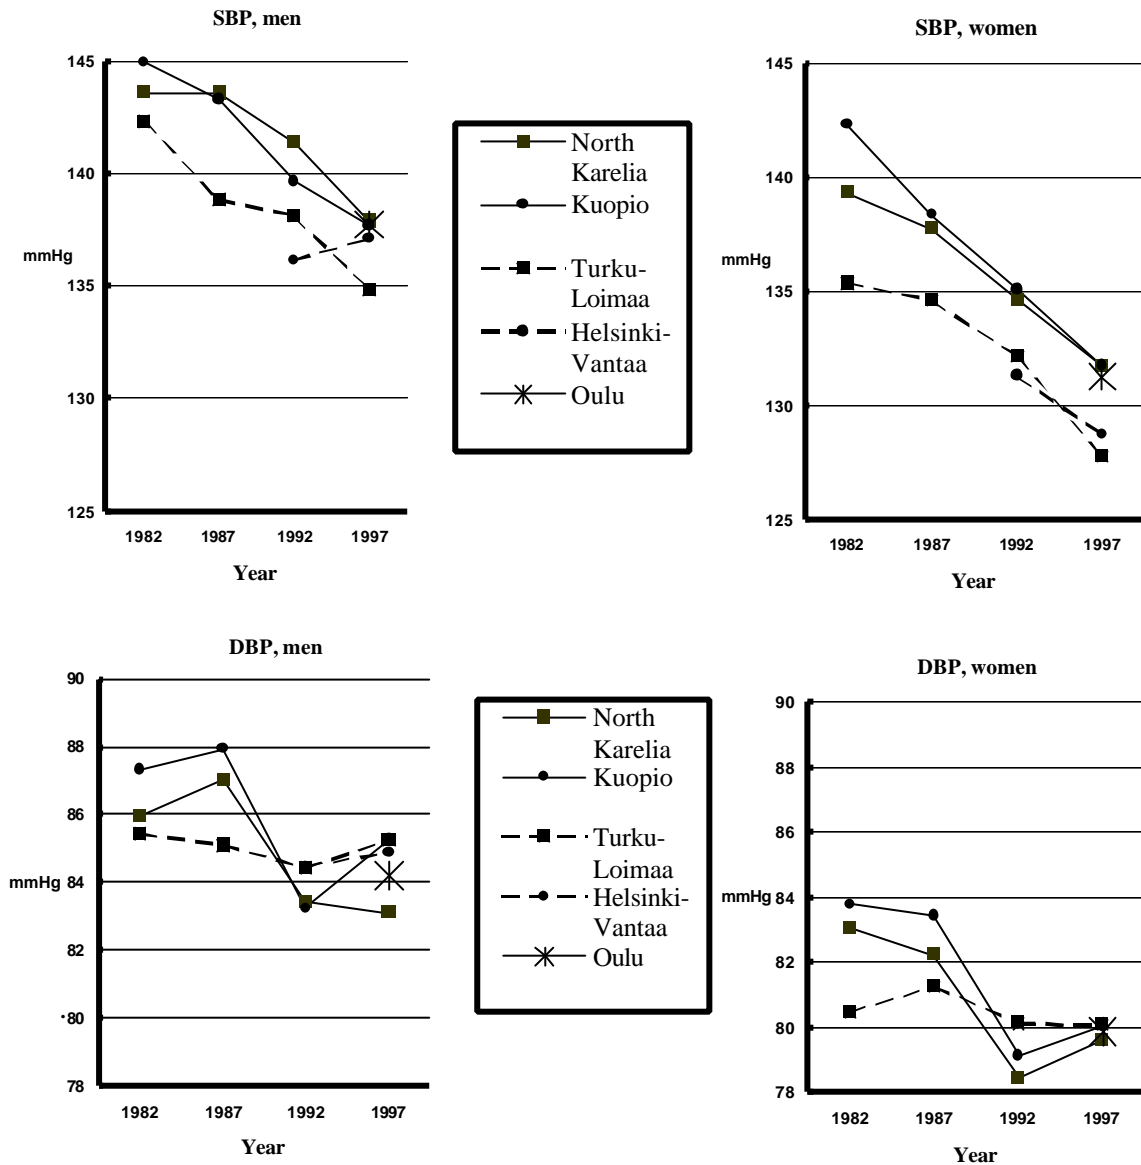 SBP, men
145
140
135
130
125
mmHg
1982 1987 1992 1997
Year
North
Karelia
Kuopio
Turku-
Loimaa
Helsinki-
Vantaa
Oulu
SBP, women
145
140
135
130
125
mmHg
1982 1987 1992 1997
Year
DBP, men
90
88
86
84
82
80
78
mmHg
1982 1987 1992 1997
Year
North
Karelia
Kuopio
Turku-
Loimaa
Helsinki-
Vantaa
Oulu
DBP, women
90
88
86
84
82
80
78
mmHg
1982 1987 1992 1997
Year